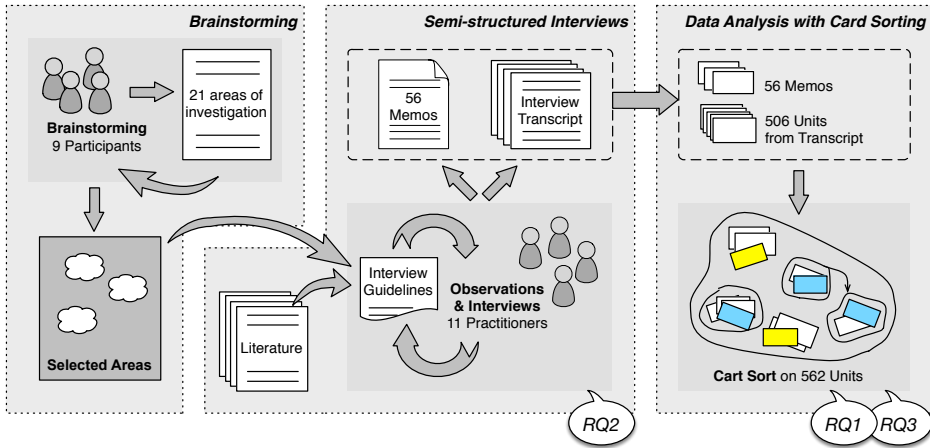 Brainstorming
21 areas of
investigation
Brainstorming
9 Participants
Selected Areas
Semi-structured Interviews
56
Memos
Interview
Transcript
Literature
Interview
Guidelines
Observations
& Interviews
11 Practitioners
RQ2
Data Analysis with Card Sorting
56 Memos
506 Units
from Transcript
Cart Sort on 562 Units
RQ1
RQ3